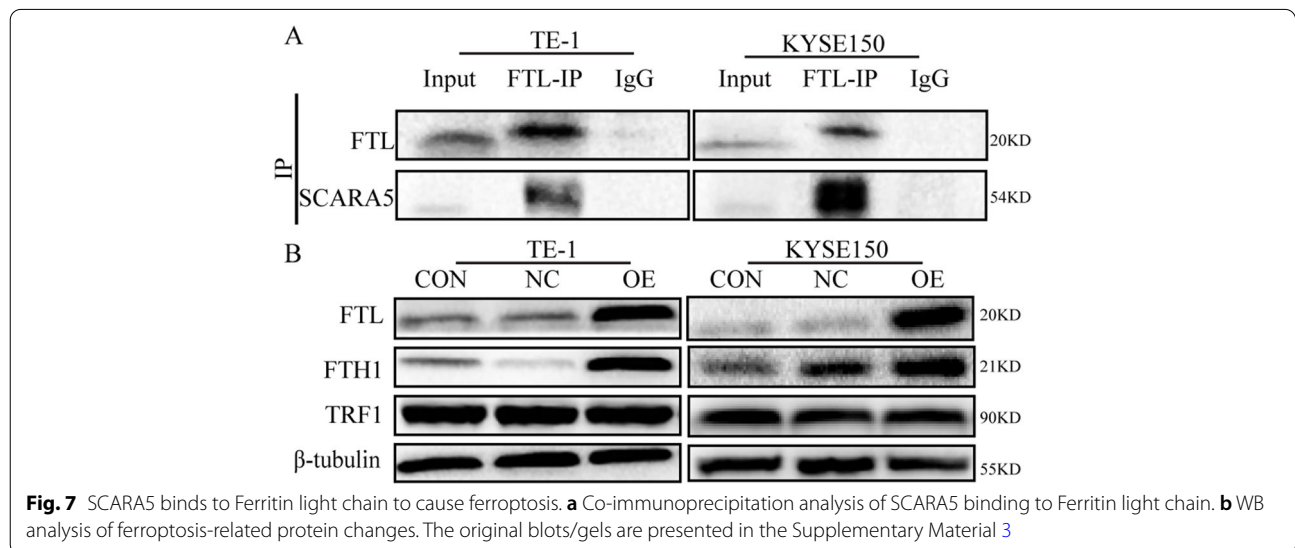 A
TE-1 KYSE150
Input FTL-IP IgG Input FTL-IP IgG
IP
FTL 20KD
SCARA5 54KD
B
TE-1 KYSE150
CON NC OE CON NC OE
FTL 20KD
FTH1 21KD
TRF1 90KD
β-tubulin 55KD
Fig. 7 SCARA5 binds to Ferritin light chain to cause ferroptosis. a Co-immunoprecipitation analysis of SCARA5 binding to Ferritin light chain. b WB
analysis of ferroptosis-related protein changes. The original blots/gels are presented in the Supplementary Material 3